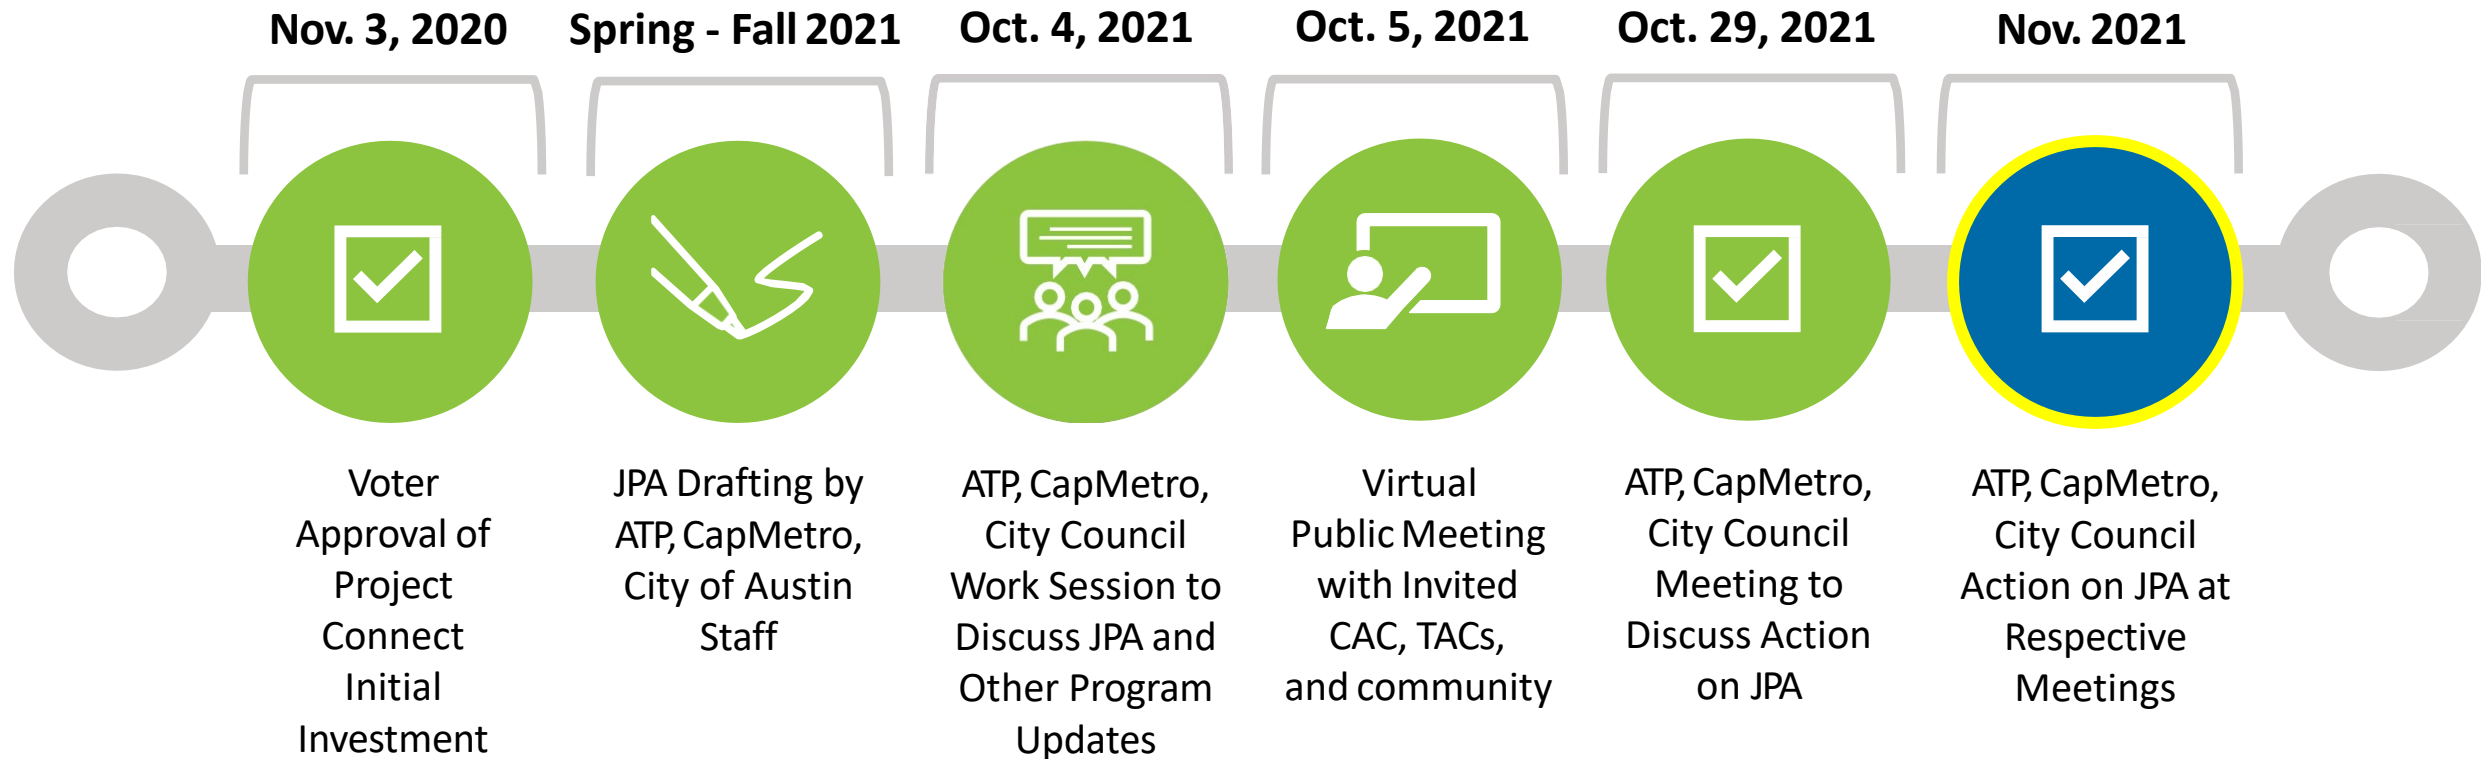 Nov. 3, 2020
Voter
Approval of
Project
Connect
Initial
Investment
Spring - Fall 2021
JPA Drafting by
ATP, CapMetro,
City of Austin
Staff
Oct. 4, 2021
ATP, CapMetro,
City Council
Work Session to
Discuss JPA and
Other Program
Updates
Oct. 5, 2021
Virtual
Public Meeting
with Invited
CAC, TACs,
and community
Oct. 29, 2021
ATP, CapMetro,
City Council
Meeting to
Discuss Action
on JPA
Nov. 2021
ATP, CapMetro,
City Council
Action on JPA at
Respective
Meetings